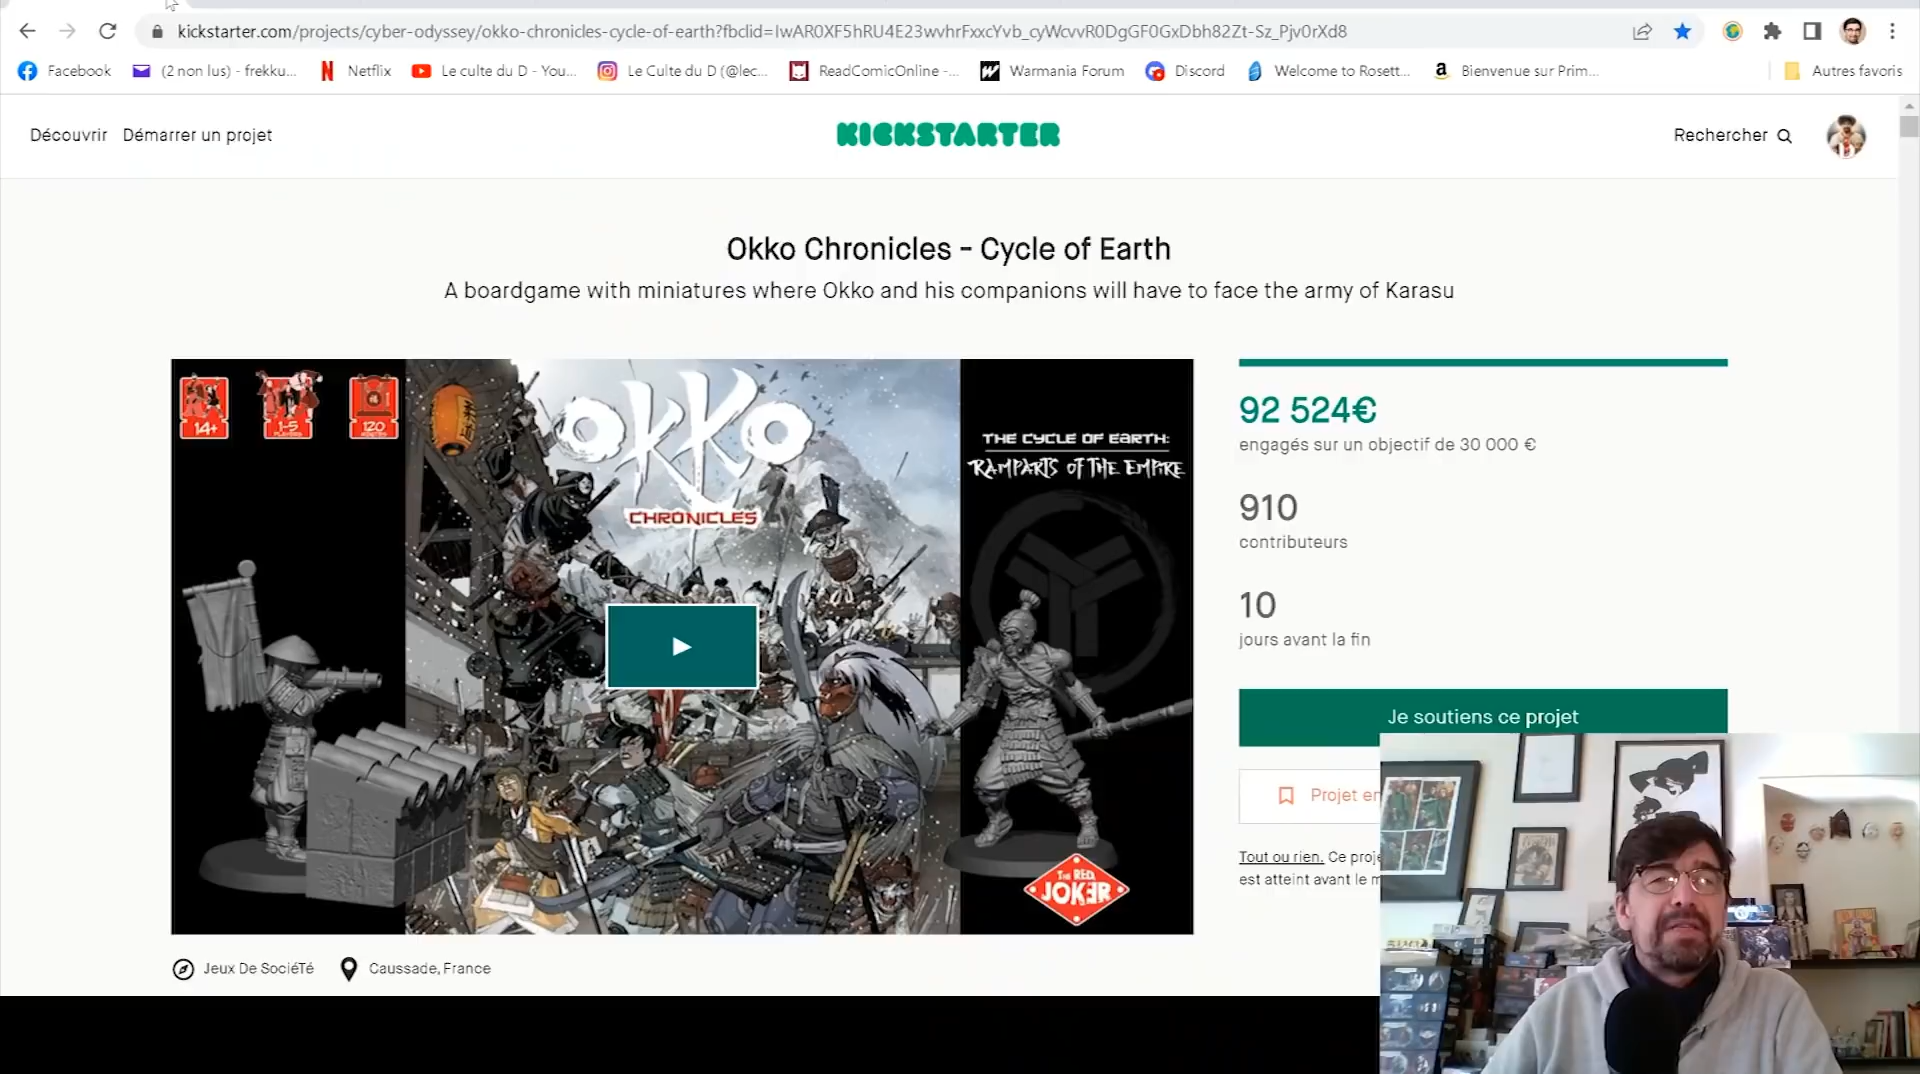 kickstarter.com/projects/cyber-odyssey/okko-chronicles-cycle-of-earth?fbclid=IwAR0XF5hRU4E23wvhrFxxcYvb_cyWcvvR0DgGF0GxDbh82Zt-Sz_Pjv0rXd8
Facebook (2 non lus) - frekku... Netflix Le culte du D - You... Le Culte du D (@lec... ReadComicOnline -... Warmania Forum Discord Welcome to Rosett... Bienvenue sur Prim... Autres favoris
Découvrir Démarrer un projet KICKSTARTER Rechercher
Okko Chronicles - Cycle of Earth
A boardgame with miniatures where Okko and his companions will have to face the army of Karasu
14+
1-5
PLAYERS
120
MINUTES
OKKO
CHRONICLES
THE CYCLE OF EARTH:
RAMPARTS OF THE EMPIRE
THE RED
JOKER
92 524€
engagés sur un objectif de 30 000 €
910
contributeurs
10
jours avant la fin
Je soutiens ce projet
Projet en
Tout ou rien. Ce proje
est atteint avant le m
Jeux De SociéTé Caussade, France